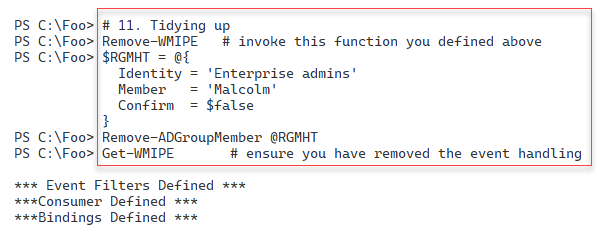 PS C:\Foo> # 11. Tidying up
PS C:\Foo> Remove-WMIPE   # invoke this function you defined above
PS C:\Foo> $RGMHT = @{
             Identity = 'Enterprise admins'
             Member   = 'Malcolm'
             Confirm  = $false
           }
PS C:\Foo> Remove-ADGroupMember @RGMHT
PS C:\Foo> Get-WMIPE       # ensure you have removed the event handling
*** Event Filters Defined ***
***Consumer Defined ***
***Bindings Defined ***